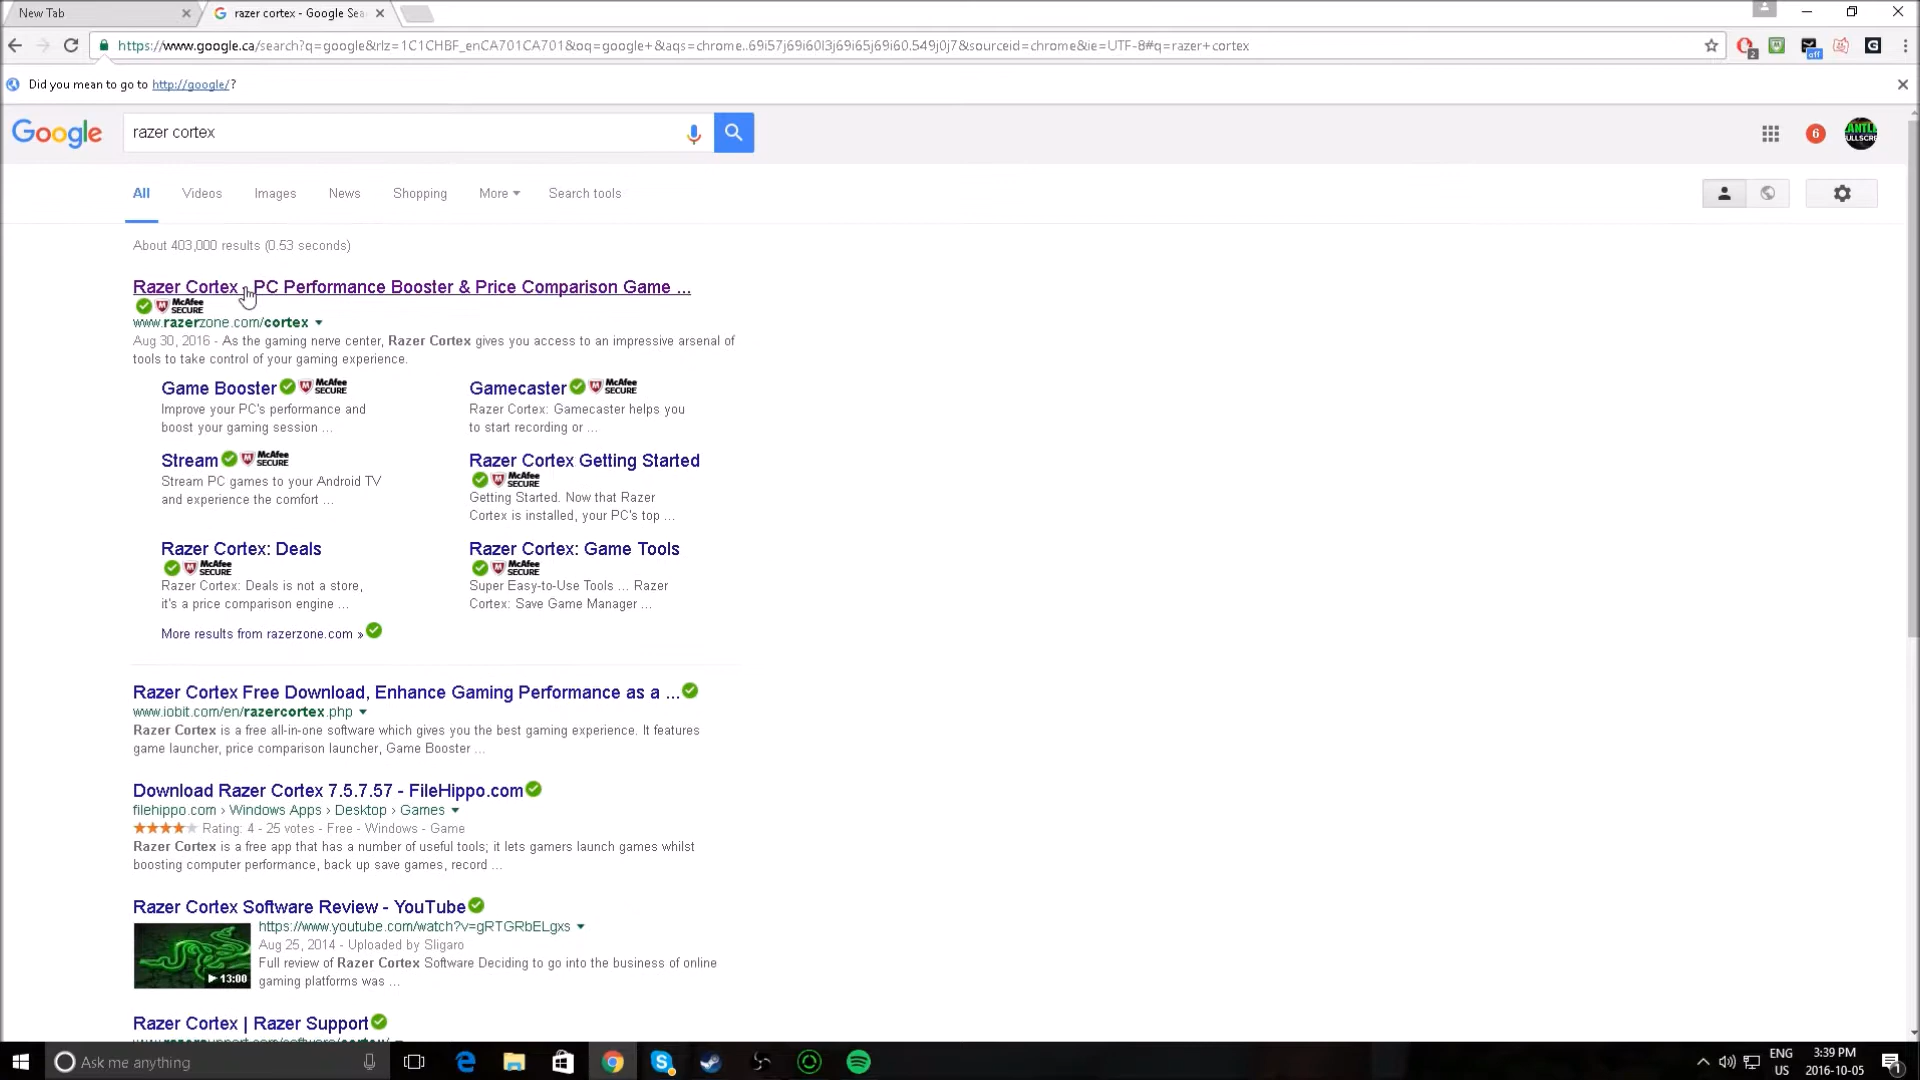 New Tab
razer cortex - Google Sea
https://www.google.ca/search?q=google&rlz=1C1CHBF_enCA701CA701&oq=google+&aqs=chrome..69i57j69i60l3j69i65j69i60.549j0j7&sourceid=chrome&ie=UTF-8#q=razer+cortex
2
off
G
Did you mean to go to http://google/?
Google
razer cortex
6
All Videos Images News Shopping More Search tools
About 403,000 results (0.53 seconds)
Razer Cortex - PC Performance Booster & Price Comparison Game ...
McAfee SECURE
www.razerzone.com/cortex
Aug 30, 2016 - As the gaming nerve center, Razer Cortex gives you access to an impressive arsenal of
tools to take control of your gaming experience.
Game Booster McAfee SECURE
Improve your PC's performance and
boost your gaming session ...
Gamecaster McAfee SECURE
Razer Cortex: Gamecaster helps you
to start recording or ...
Stream McAfee SECURE
Stream PC games to your Android TV
and experience the comfort ...
Razer Cortex Getting Started
McAfee SECURE
Getting Started. Now that Razer
Cortex is installed, your PC's top ...
Razer Cortex: Deals
McAfee SECURE
Razer Cortex: Deals is not a store,
it's a price comparison engine ...
Razer Cortex: Game Tools
McAfee SECURE
Super Easy-to-Use Tools ... Razer
Cortex: Save Game Manager ...
More results from razerzone.com »
Razer Cortex Free Download, Enhance Gaming Performance as a ...
www.iobit.com/en/razercortex.php
Razer Cortex is a free all-in-one software which gives you the best gaming experience. It features
game launcher, price comparison launcher, Game Booster ...
Download Razer Cortex 7.5.7.57 - FileHippo.com
filehippo.com › Windows Apps › Desktop › Games
Rating: 4 - 25 votes - Free - Windows - Game
Razer Cortex is a free app that has a number of useful tools; it lets gamers launch games whilst
boosting computer performance, back up save games, record ...
Razer Cortex Software Review - YouTube
https://www.youtube.com/watch?v=gRTGRbELgxs
Aug 25, 2014 - Uploaded by Sligaro
Full review of Razer Cortex Software Deciding to go into the business of online
gaming platforms was ...
13:00
Razer Cortex | Razer Support
Ask me anything
ENG
US
3:39 PM
2016-10-05
1